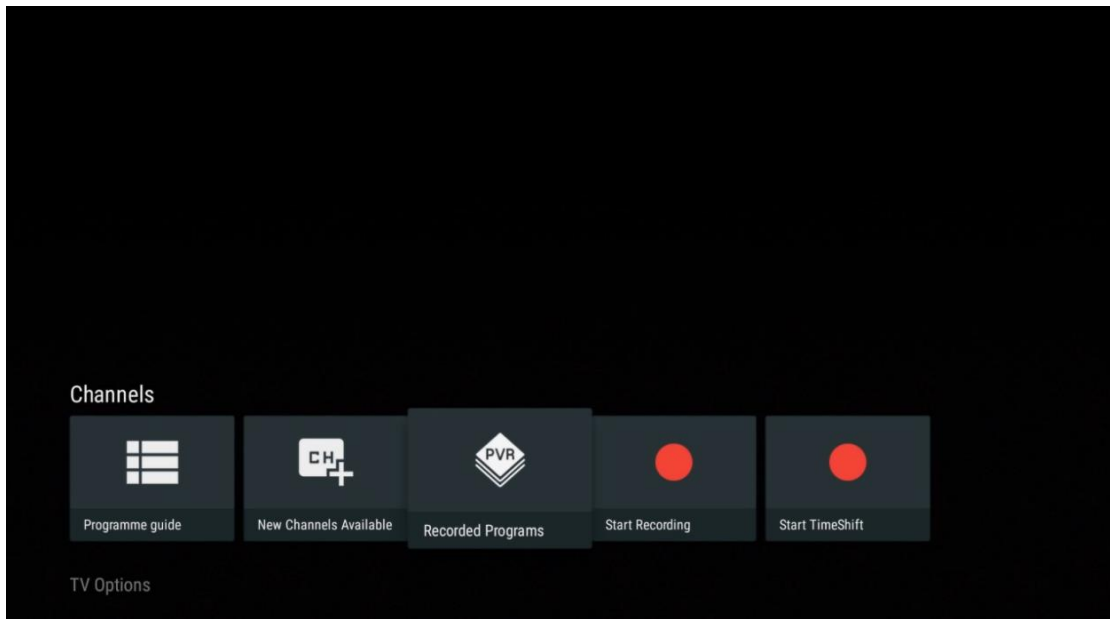 Channels
CH
PVR
Programme guide
New Channels Available
Recorded Programs
Start Recording
Start TimeShift
TV Options